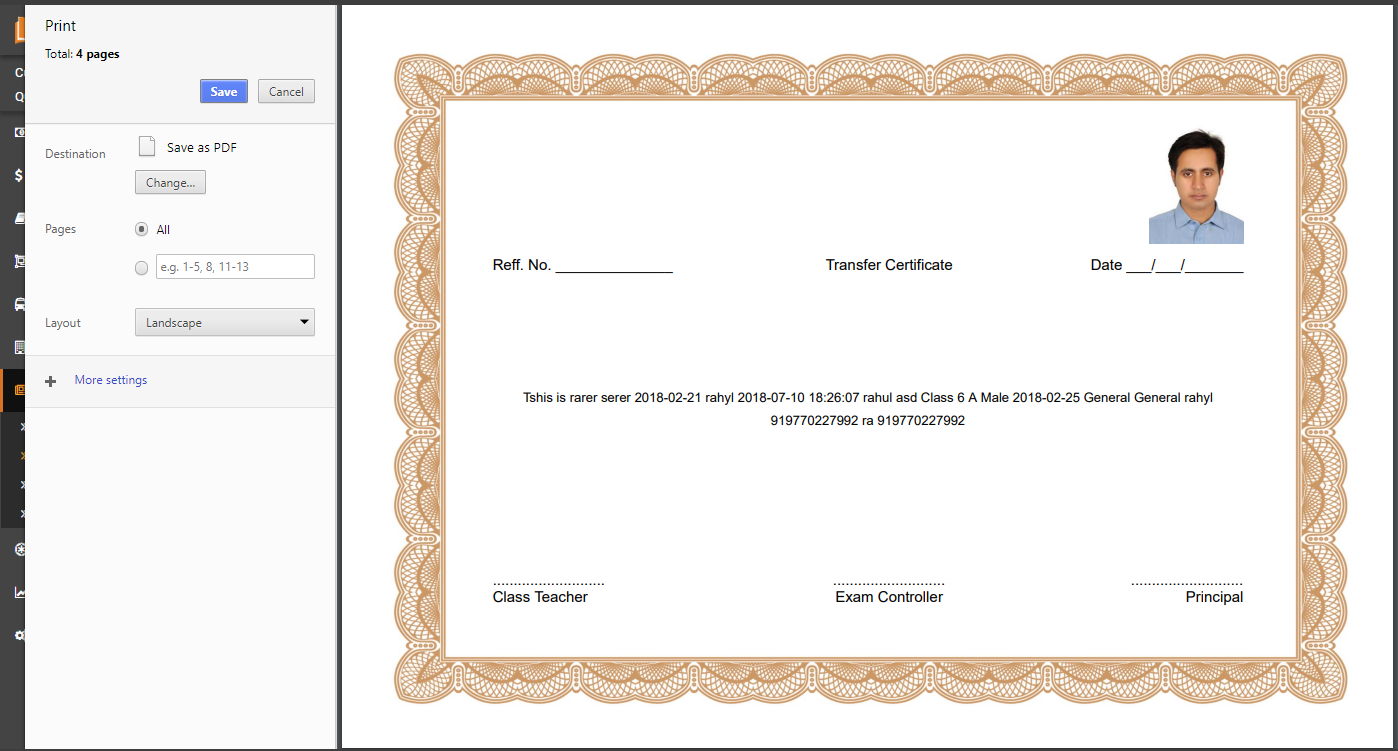 Print
Total: 4 pages
Save Cancel
Destination Save as PDF
Change...
Pages All
e.g. 1-5, 8, 11-13
Layout Landscape
More settings
C
Q
$
Reff. No. ______________ Transfer Certificate Date ___/___/_______
Tshis is rarer serer 2018-02-21 rahyl 2018-07-10 18:26:07 rahul asd Class 6 A Male 2018-02-25 General General rahyl
919770227992 ra 919770227992
........................... ........................... ...........................
Class Teacher Exam Controller Principal